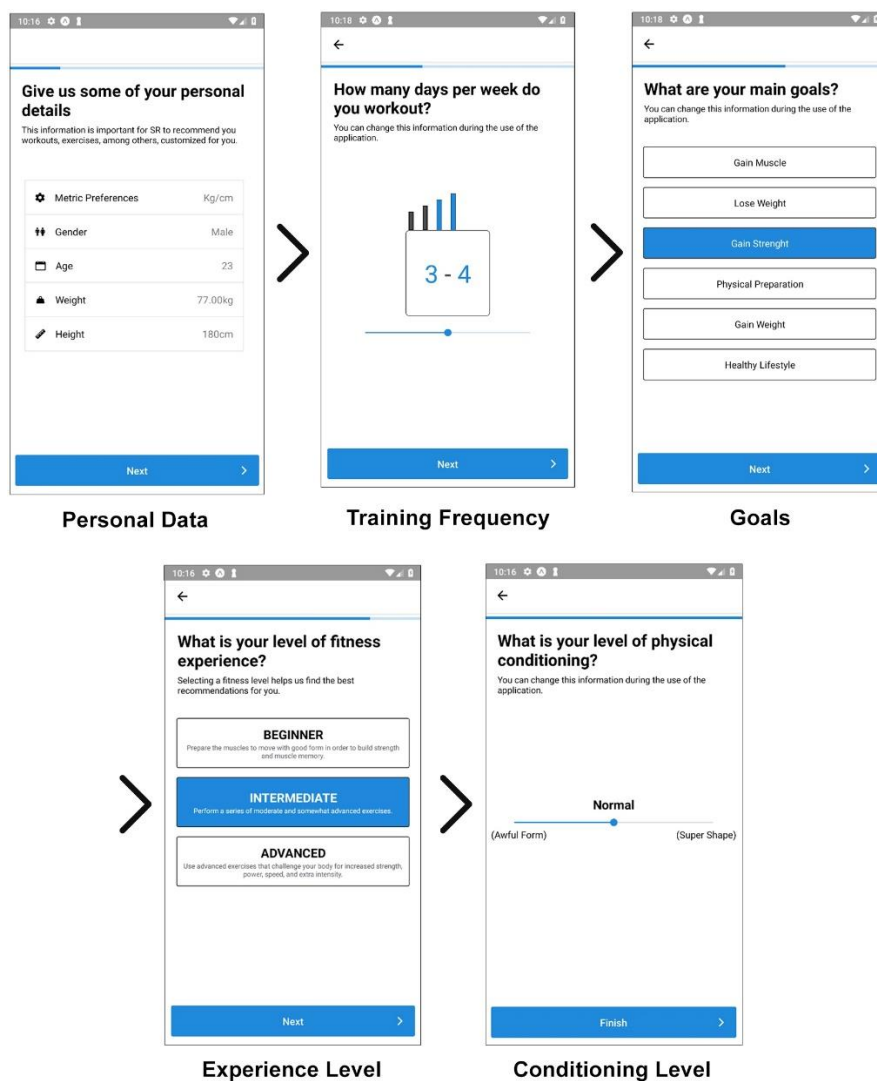 10:16
Give us some of your personal
details
This information is important for SR to recommend you
workouts, exercises, among others, customized for you.
Metric Preferences Kg/cm
Gender Male
Age 23
Weight 77.00kg
Height 180cm
Next
Personal Data
10:18
How many days per week do
you workout?
You can change this information during the use of the
application.
3 - 4
Next
Training Frequency
10:18
What are your main goals?
You can change this information during the use of the
application.
Gain Muscle
Lose Weight
Gain Strenght
Physical Preparation
Gain Weight
Healthy Lifestyle
Next
Goals
10:16
What is your level of fitness
experience?
Selecting a fitness level helps us find the best
recommendations for you.
BEGINNER
Prepare the muscles to move with good form in order to build strength
and muscle memory.
INTERMEDIATE
Perform a series of moderate and somewhat advanced exercises.
ADVANCED
Use advanced exercises that challenge your body for increased strength,
power, speed, and extra intensity.
Next
Experience Level
10:16
What is your level of physical
conditioning?
You can change this information during the use of the
application.
Normal
(Awful Form) (Super Shape)
Finish
Conditioning Level